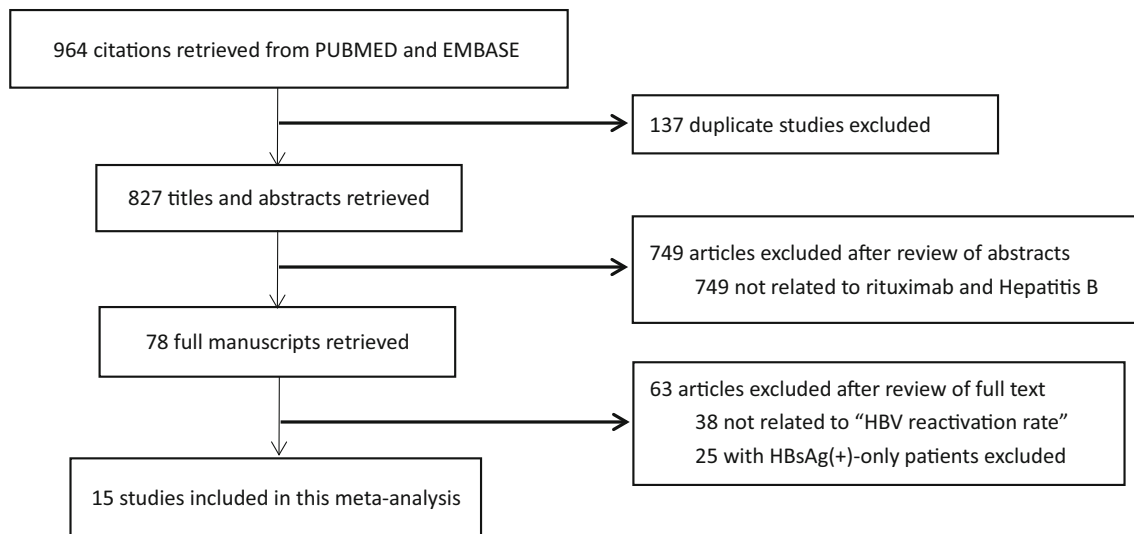 964 citations retrieved from PUBMED and EMBASE
137 duplicate studies excluded
827 titles and abstracts retrieved
749 articles excluded after review of abstracts
749 not related to rituximab and Hepatitis B
78 full manuscripts retrieved
63 articles excluded after review of full text
38 not related to “HBV reactivation rate”
25 with HBsAg(+)-only patients excluded
15 studies included in this meta-analysis